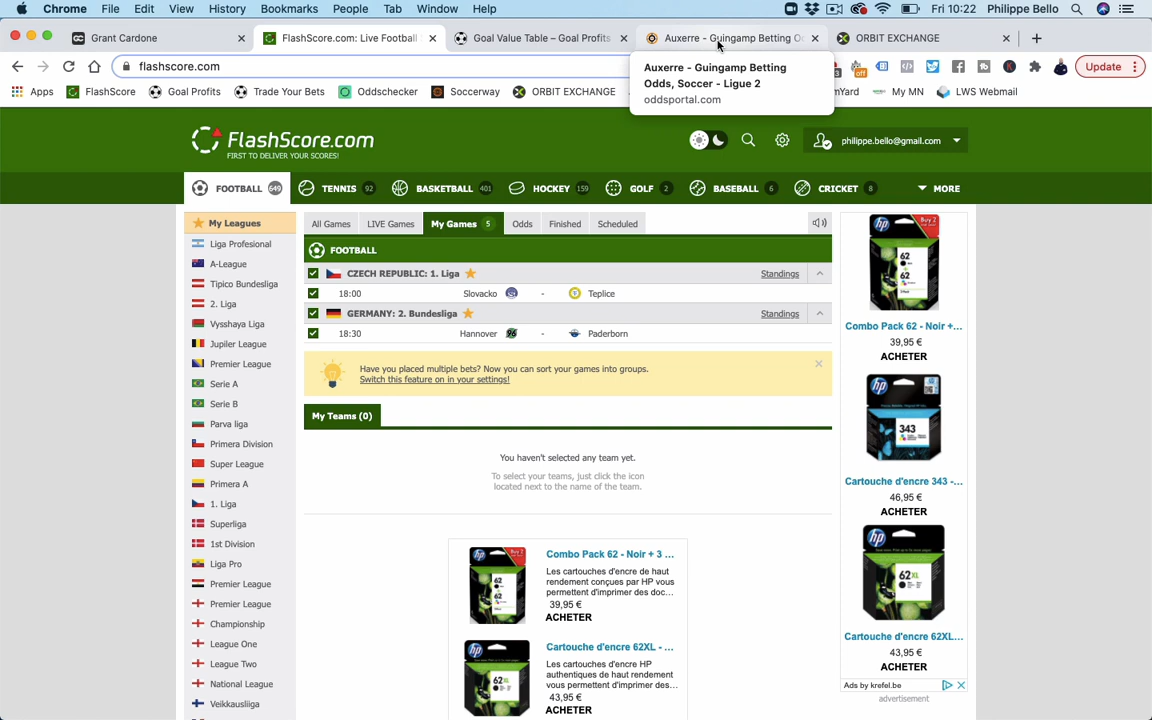 Chrome File Edit View History Bookmarks People Tab Window Help Fri 10:22 Philippe Bello
Grant Cardone
FlashScore.com: Live Football
Goal Value Table – Goal Profits
Auxerre - Guingamp Betting Od
ORBIT EXCHANGE
flashscore.com
Update
Auxerre - Guingamp Betting
Odds, Soccer - Ligue 2
oddsportal.com
Apps FlashScore Goal Profits Trade Your Bets Oddschecker Soccerway ORBIT EXCHANGE mYard My MN LWS Webmail
FlashScore.com
FIRST TO DELIVER YOUR SCORES!
philippe.bello@gmail.com
FOOTBALL 649 TENNIS 92 BASKETBALL 401 HOCKEY 159 GOLF 2 BASEBALL 6 CRICKET 8 MORE
My Leagues
Liga Profesional
A-League
Tipico Bundesliga
2. Liga
Vysshaya Liga
Jupiler League
Premier League
Serie A
Serie B
Parva liga
Primera Division
Super League
Primera A
1. Liga
Superliga
1st Division
Liga Pro
Premier League
Premier League
Championship
League One
League Two
National League
Veikkausliiga
All Games LIVE Games My Games 5 Odds Finished Scheduled
FOOTBALL
CZECH REPUBLIC: 1. Liga Standings
18:00 Slovacko - Teplice
GERMANY: 2. Bundesliga Standings
18:30 Hannover - Paderborn
Have you placed multiple bets? Now you can sort your games into groups.
Switch this feature on in your settings!
My Teams (0)
You haven't selected any team yet.
To select your teams, just click the icon
located next to the name of the team.
Combo Pack 62 - Noir + 3 ...
Les cartouches d'encre de haut
rendement conçues par HP vous
permettent d'imprimer des doc...
39,95 €
ACHETER
Cartouche d'encre 62XL - ...
Les cartouches d'encre HP
authentiques de haut rendement
vous permettent d'imprimer des...
43,95 €
ACHETER
Combo Pack 62 - Noir +...
39,95 €
ACHETER
Cartouche d'encre 343 -...
46,95 €
ACHETER
Cartouche d'encre 62XL...
43,95 €
ACHETER
Ads by krefel.be
advertisement